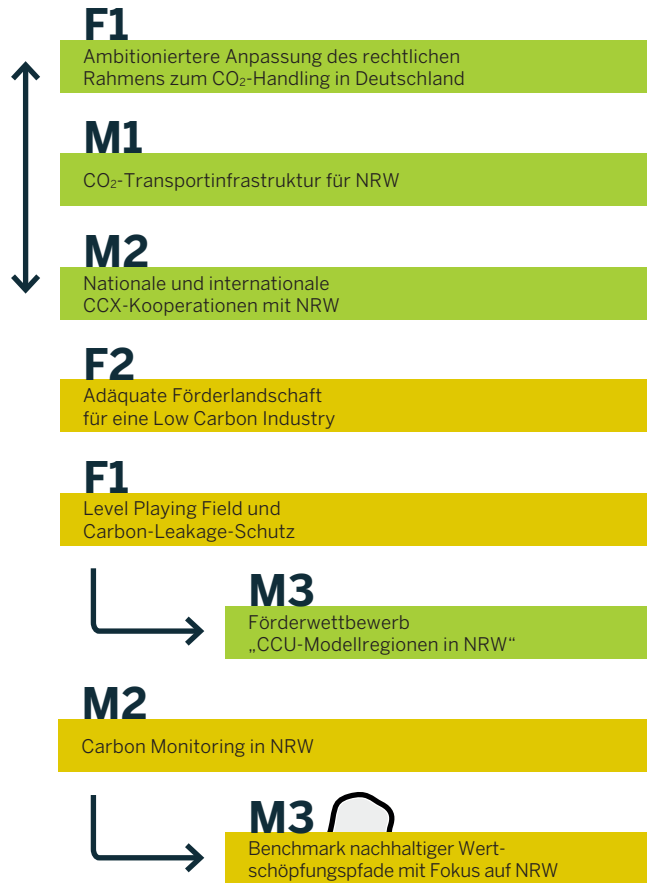 F1
Ambitioniertere Anpassung des rechtlichen
Rahmens zum CO₂-Handling in Deutschland
M1
CO₂-Transportinfrastruktur für NRW
M2
Nationale und internationale
CCX-Kooperationen mit NRW
F2
Adäquate Förderlandschaft
für eine Low Carbon Industry
F1
Level Playing Field und
Carbon-Leakage-Schutz
M3
Förderwettbewerb
„CCU-Modellregionen in NRW“
M2
Carbon Monitoring in NRW
M3
Benchmark nachhaltiger Wert-
schöpfungspfade mit Fokus auf NRW